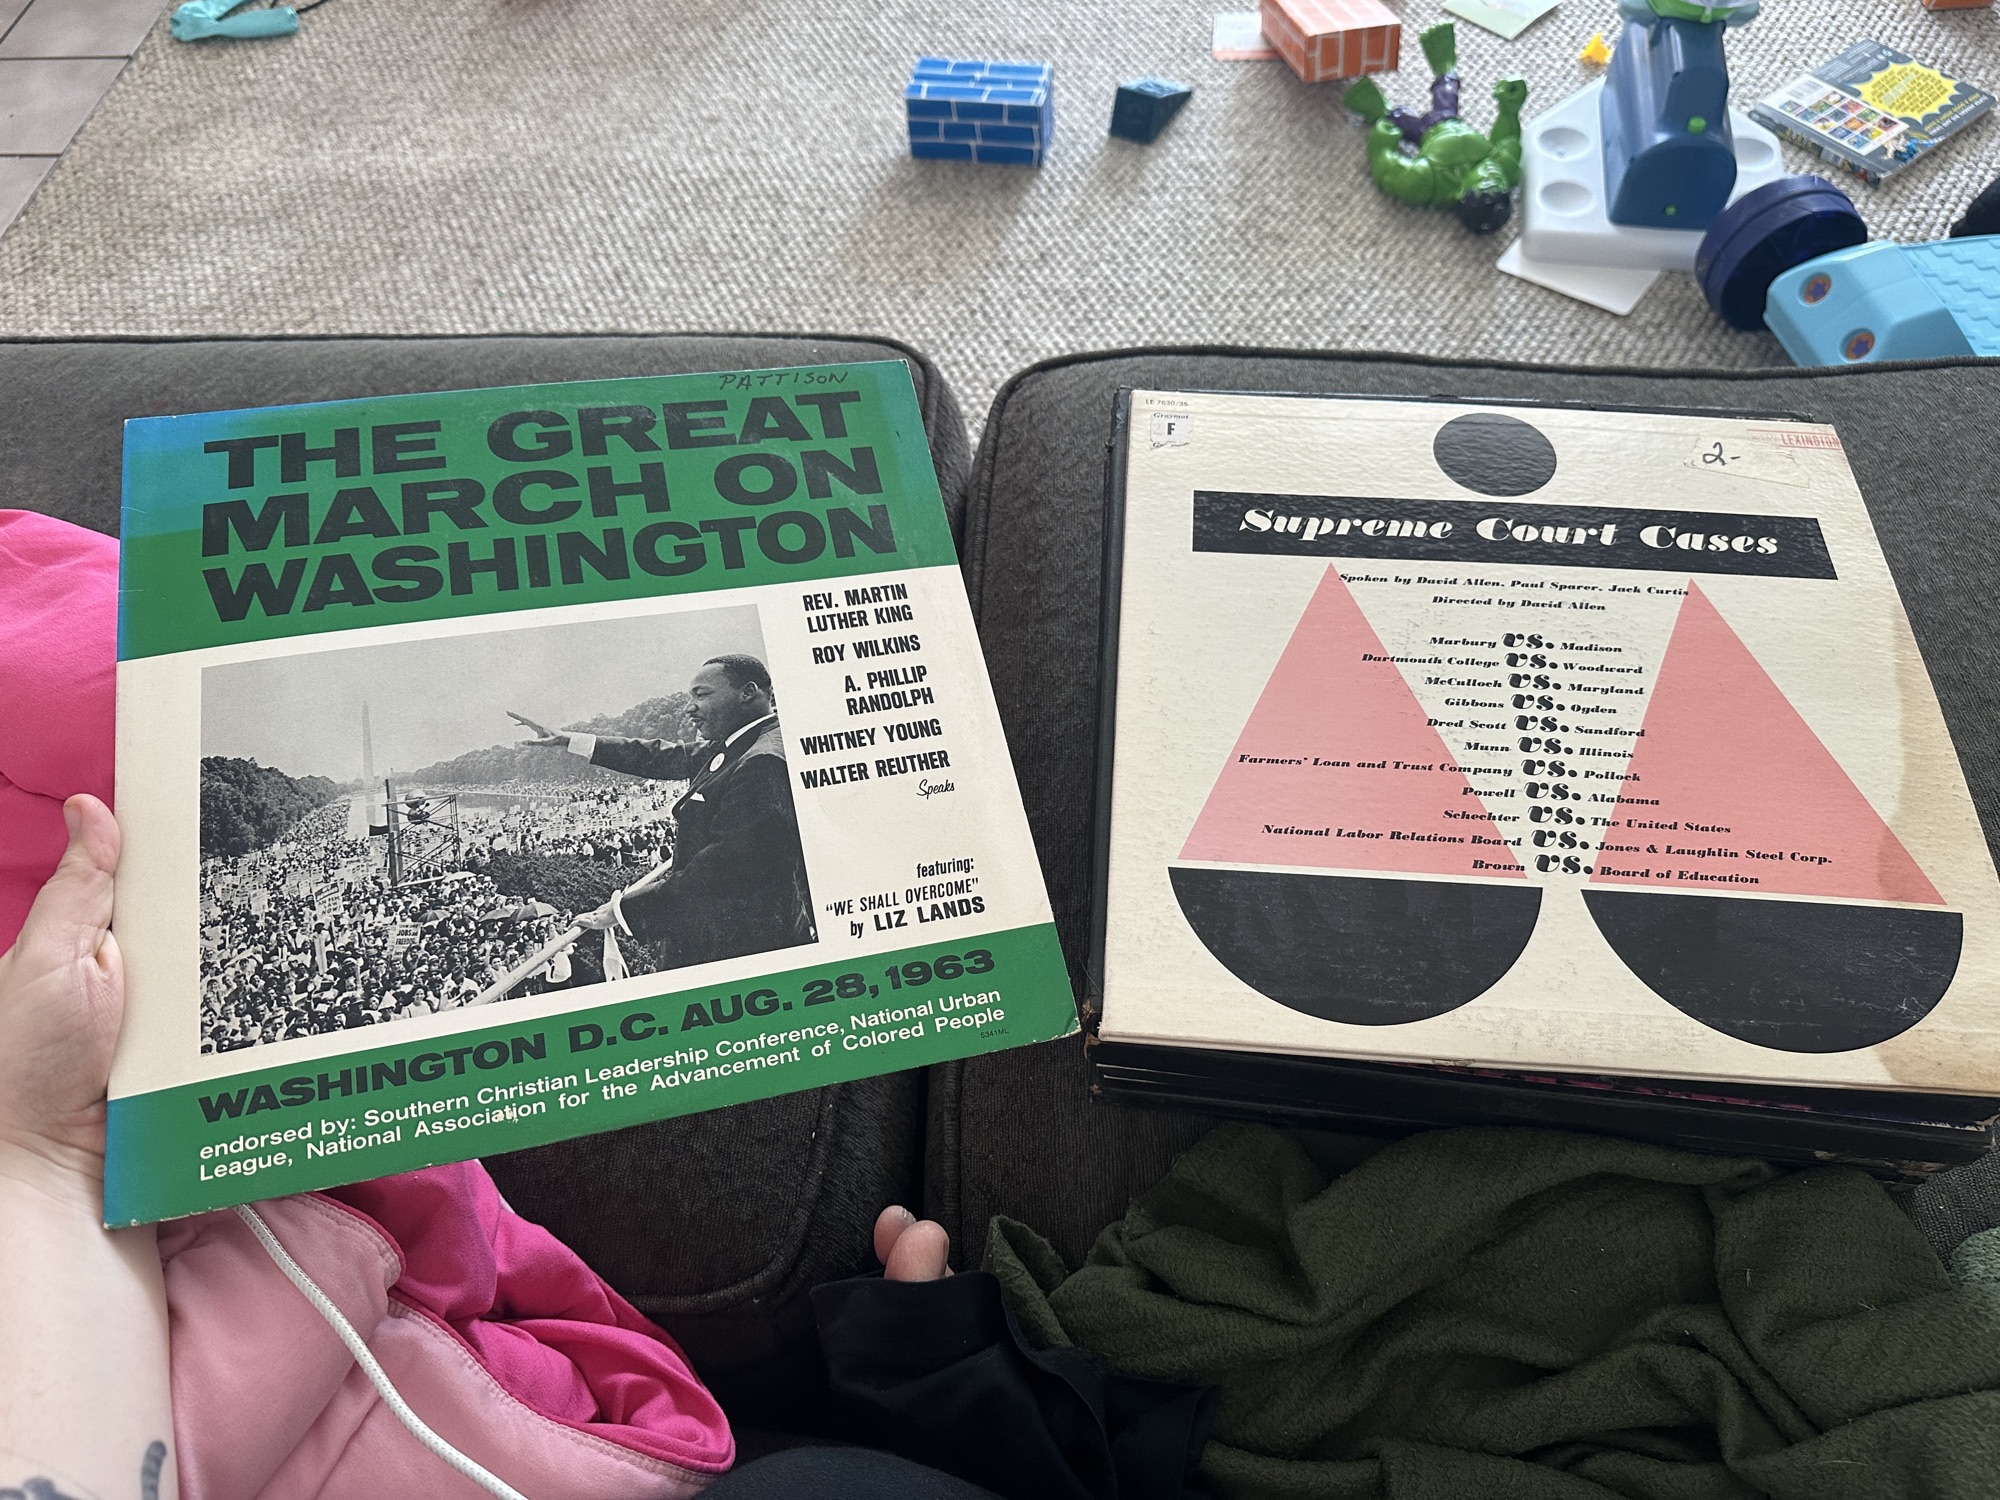 PATTISON
THE GREAT
MARCH ON
WASHINGTON
REV. MARTIN
LUTHER KING
ROY WILKINS
A. PHILLIP
RANDOLPH
WHITNEY YOUNG
WALTER REUTHER
Speaks
featuring:
"WE SHALL OVERCOME"
by LIZ LANDS
JOBS and
FREEDOM
WASHINGTON D.C. AUG. 28, 1963
endorsed by: Southern Christian Leadership Conference, National Urban
League, National Association for the Advancement of Colored People
5341ML
LE 7630/35
F
2-
LEXINGTON
Supreme Court Cases
Spoken by David Allen, Paul Sparer, Jack Curtis
Directed by David Allen
Marbury vs. Madison
Dartmouth College vs. Woodward
McCulloch vs. Maryland
Gibbons vs. Ogden
Dred Scott vs. Sandford
Munn vs. Illinois
Farmers' Loan and Trust Company vs. Pollock
Powell vs. Alabama
Schechter vs. The United States
National Labor Relations Board vs. Jones & Laughlin Steel Corp.
Brown vs. Board of Education